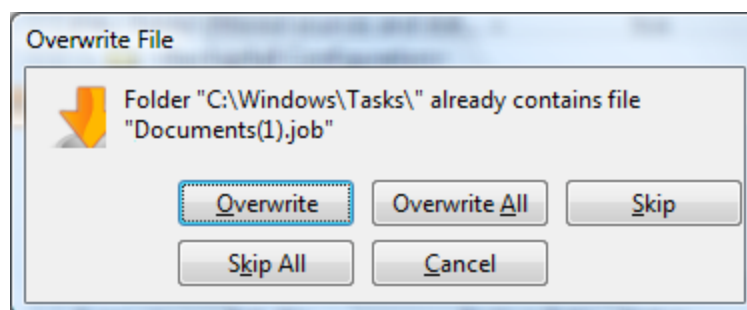 Overwrite File
Folder "C:\Windows\Tasks\" already contains file
"Documents(1).job"
Overwrite
Overwrite All
Skip
Skip All
Cancel